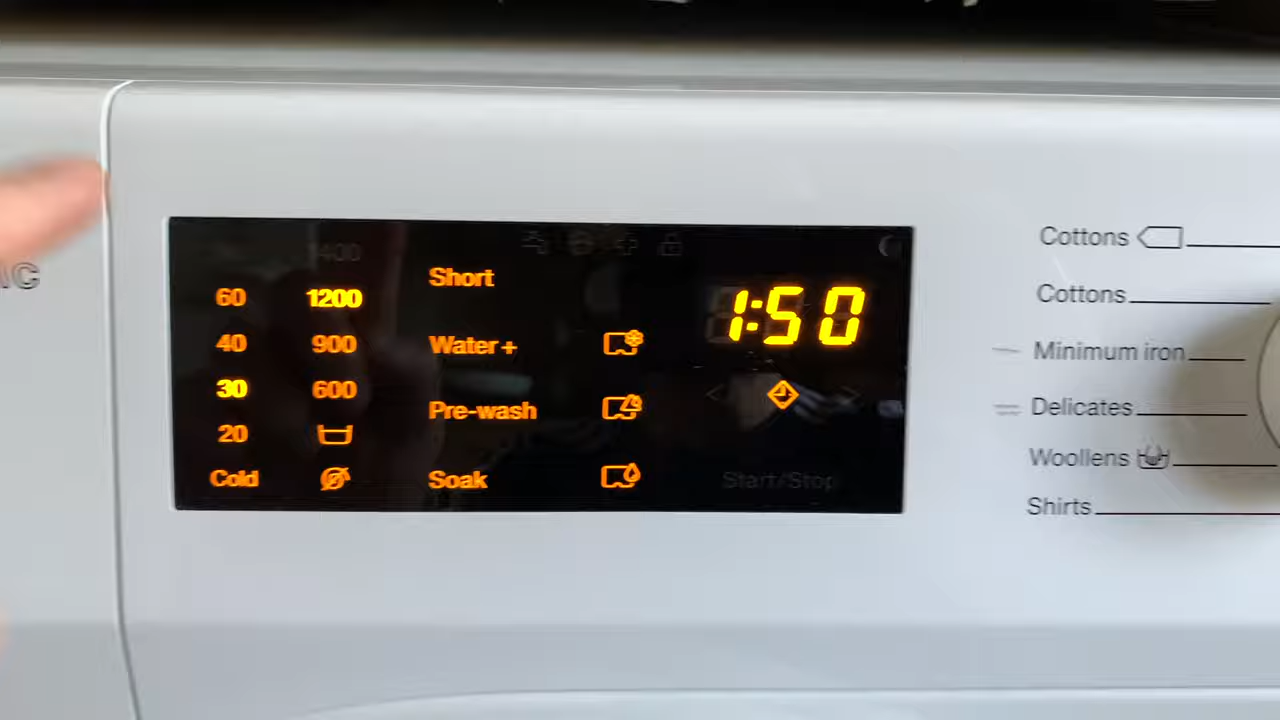 1400
60 1200
40 900
30 600
20
Cold
Short
Water+
Pre-wash
Soak
1:50
Start/Stop
Cottons
Cottons
Minimum iron
Delicates
Woollens
Shirts